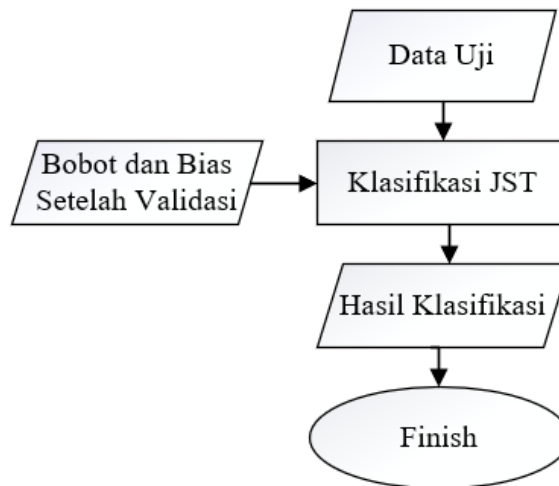 Data Uji
Bobot dan Bias
Setelah Validasi
Klasifikasi JST
Hasil Klasifikasi
Finish